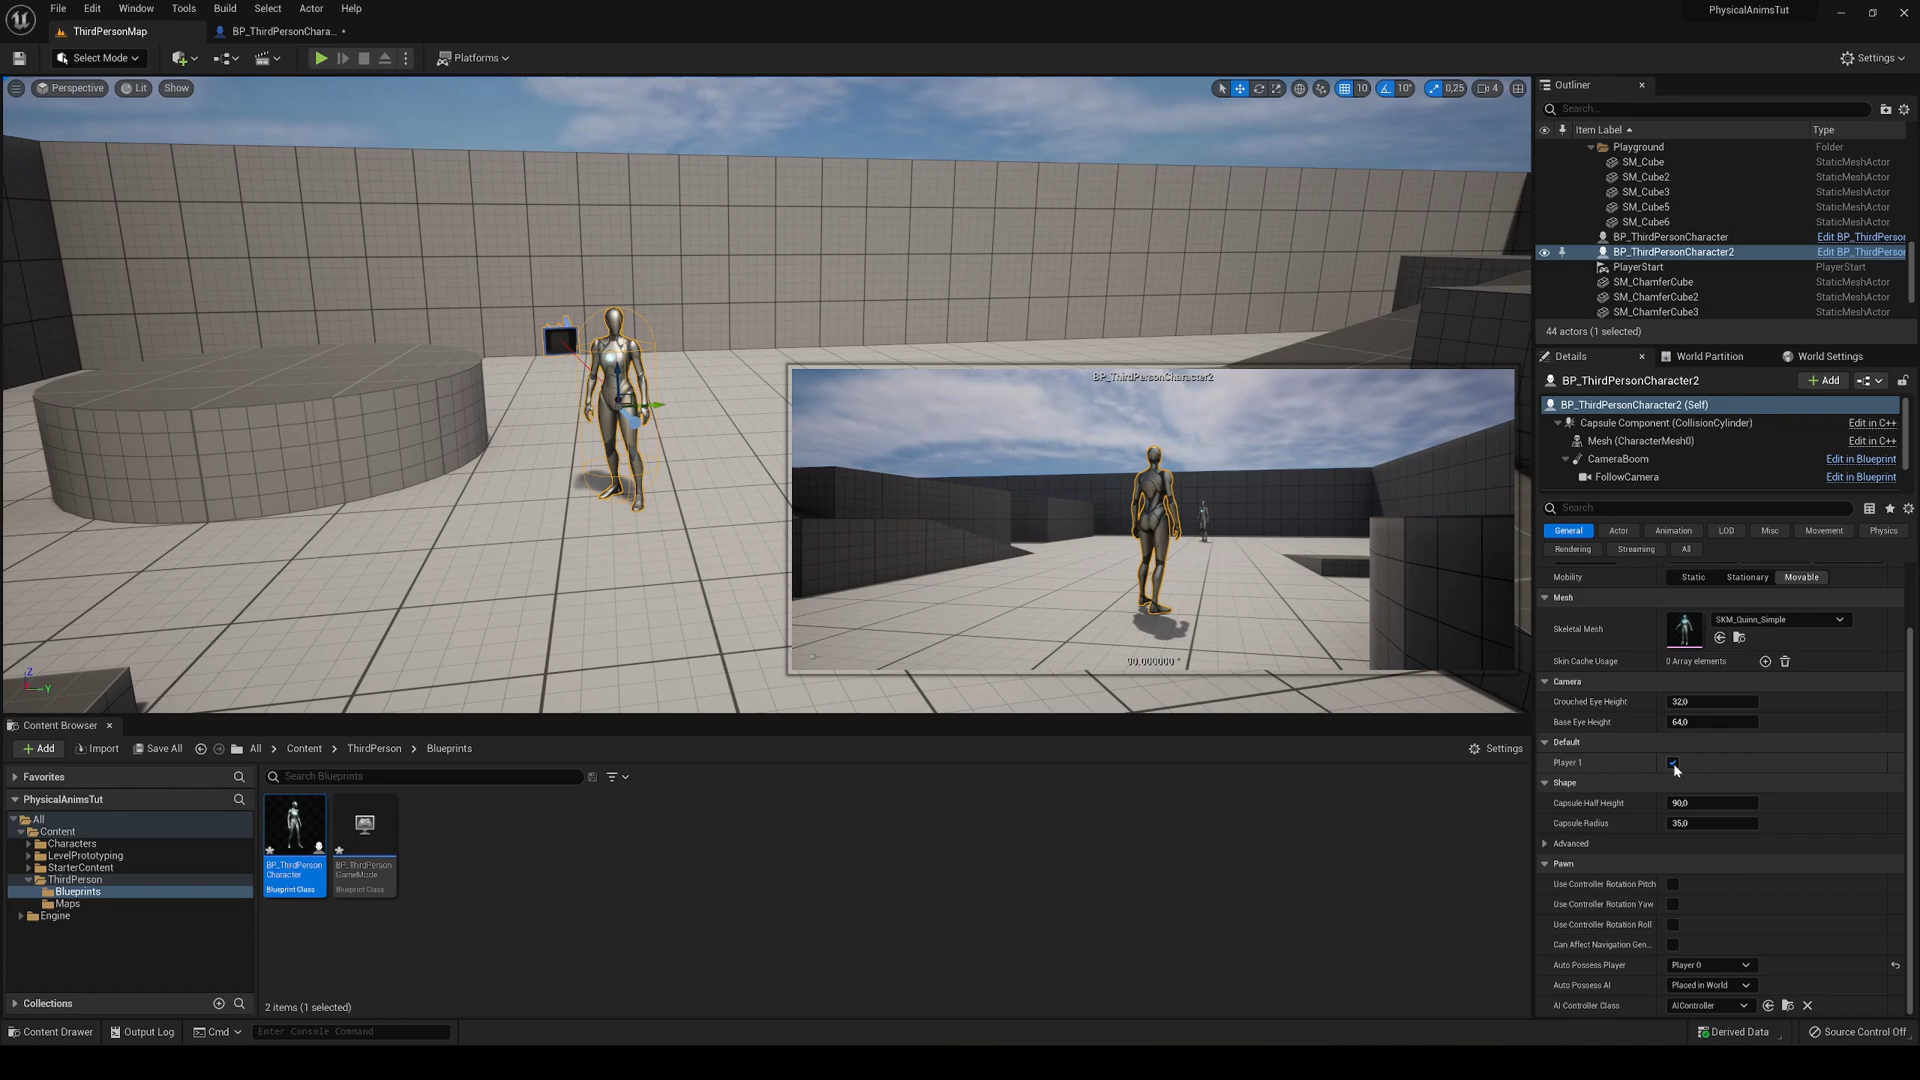 File Edit Window Tools Build Select Actor Help
PhysicalAnimsTut
ThirdPersonMap
BP_ThirdPersonChara... •
Select Mode
Platforms
Settings
Perspective
Lit
Show
10
10°
0,25
4
BP_ThirdPersonCharacter2
90.000000 °
Z
Y
Outliner
Search...
Item Label
Type
Playground Folder
SM_Cube StaticMeshActor
SM_Cube2 StaticMeshActor
SM_Cube3 StaticMeshActor
SM_Cube5 StaticMeshActor
SM_Cube6 StaticMeshActor
BP_ThirdPersonCharacter Edit BP_ThirdPerson
BP_ThirdPersonCharacter2 Edit BP_ThirdPerson
PlayerStart PlayerStart
SM_ChamferCube StaticMeshActor
SM_ChamferCube2 StaticMeshActor
SM_ChamferCube3 StaticMeshActor
44 actors (1 selected)
Details
World Partition
World Settings
BP_ThirdPersonCharacter2
Add
BP_ThirdPersonCharacter2 (Self)
Capsule Component (CollisionCylinder) Edit in C++
Mesh (CharacterMesh0) Edit in C++
CameraBoom Edit in Blueprint
FollowCamera Edit in Blueprint
Search
General Actor Animation LOD Misc Movement Physics
Rendering Streaming All
Mobility Static Stationary Movable
Mesh
Skeletal Mesh SKM_Quinn_Simple
Skin Cache Usage 0 Array elements
Camera
Crouched Eye Height 32,0
Base Eye Height 64,0
Default
Player 1
Shape
Capsule Half Height 90,0
Capsule Radius 35,0
Advanced
Pawn
Use Controller Rotation Pitch
Use Controller Rotation Yaw
Use Controller Rotation Roll
Can Affect Navigation Gen...
Auto Possess Player Player 0
Auto Possess AI Placed in World
AI Controller Class AIController
Content Browser
Add Import Save All All Content ThirdPerson Blueprints
Settings
Favorites
PhysicalAnimsTut
All
Content
Characters
LevelPrototyping
StarterContent
ThirdPerson
Blueprints
Maps
Engine
Collections
Search Blueprints
BP_ThirdPerson
Character
Blueprint Class
BP_ThirdPerson
GameMode
Blueprint Class
2 items (1 selected)
Content Drawer
Output Log
Cmd
Enter Console Command
Derived Data
Source Control Off